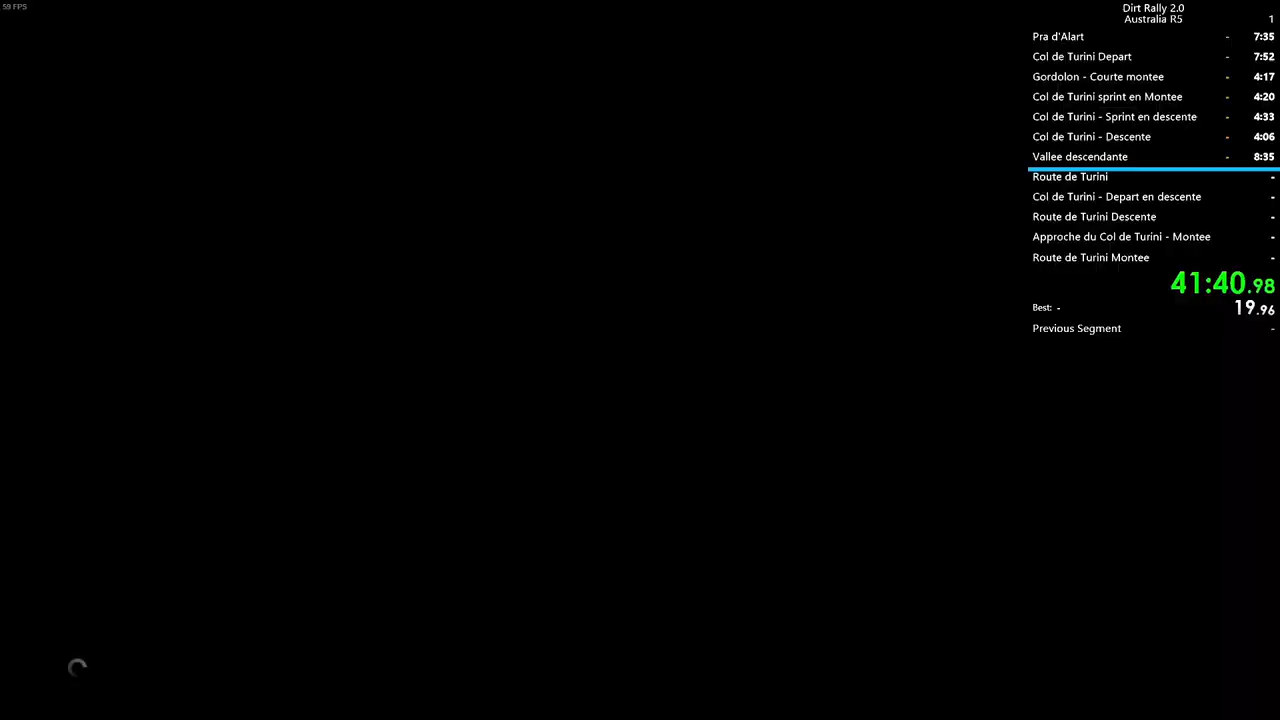 59 FPS
Dirt Rally 2.0
Australia R5 1
Pra d'Alart - 7:35
Col de Turini Depart - 7:52
Gordolon - Courte montee - 4:17
Col de Turini sprint en Montee - 4:20
Col de Turini - Sprint en descente - 4:33
Col de Turini - Descente - 4:06
Vallee descendante - 8:35
Route de Turini -
Col de Turini - Depart en descente -
Route de Turini Descente -
Approche du Col de Turini - Montee -
Route de Turini Montee -
41:40.98
Best: - 19.96
Previous Segment -